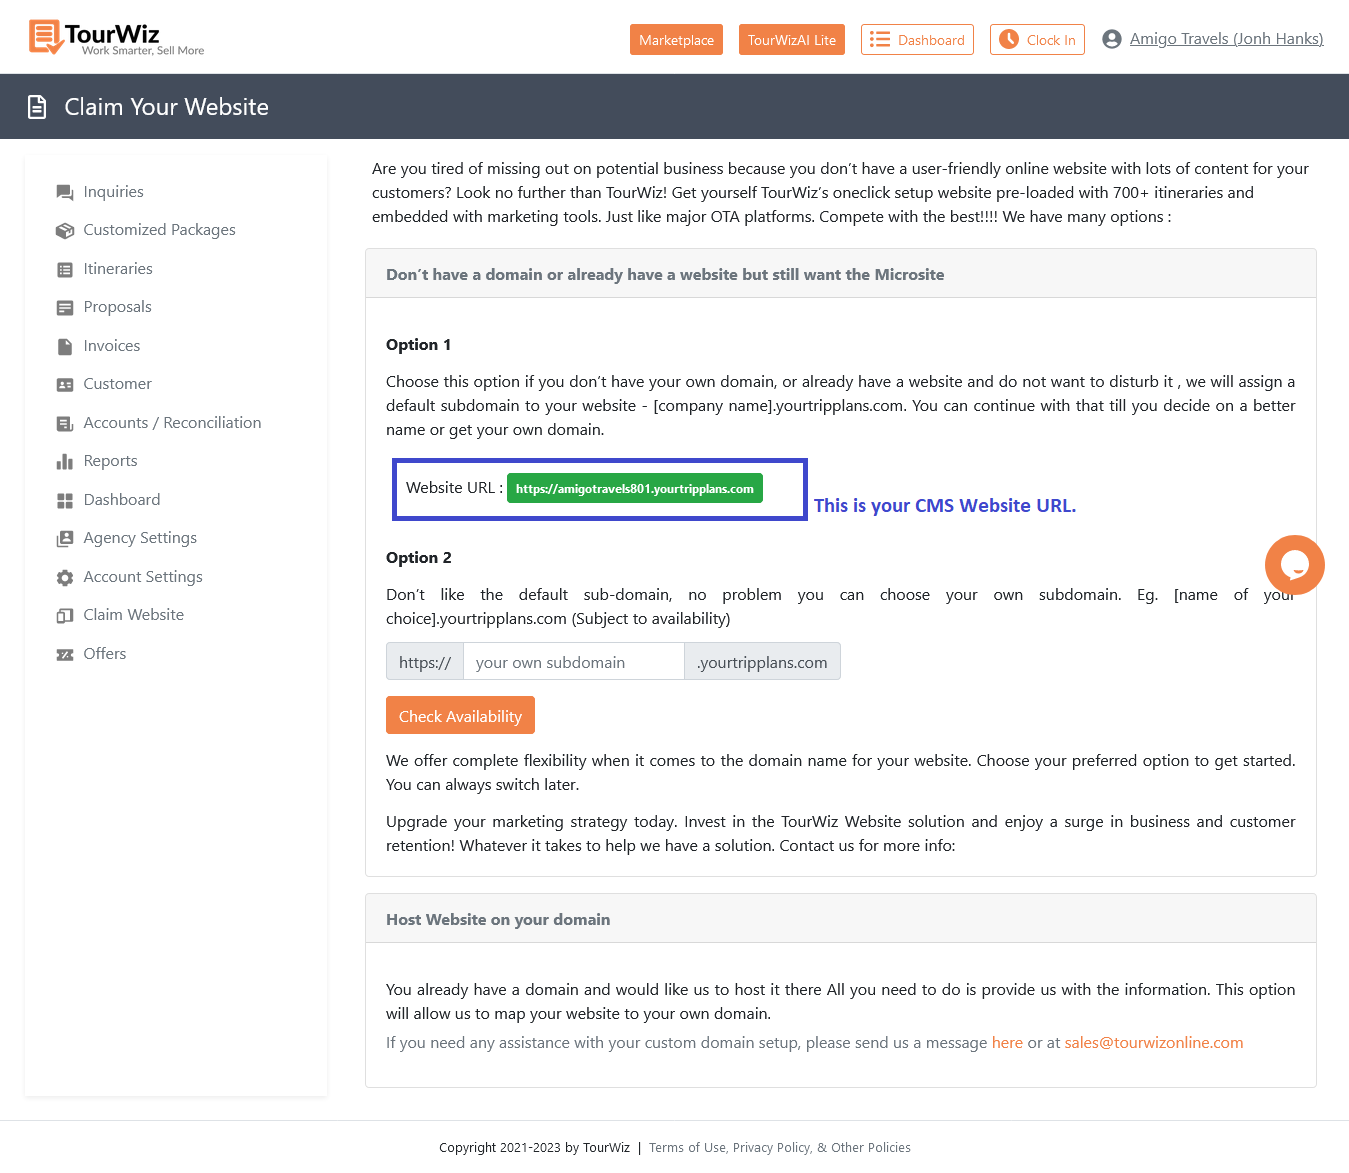 TourWiz
Work Smarter, Sell More
Marketplace
TourWizAI Lite
Dashboard
Clock In
Amigo Travels (Jonh Hanks)
Claim Your Website
Inquiries
Customized Packages
Itineraries
Proposals
Invoices
Customer
Accounts / Reconciliation
Reports
Dashboard
Agency Settings
Account Settings
Claim Website
Offers
Are you tired of missing out on potential business because you don't have a user-friendly online website with lots of content for your
customers? Look no further than TourWiz! Get yourself TourWiz's oneclick setup website pre-loaded with 700+ itineraries and
embedded with marketing tools. Just like major OTA platforms. Compete with the best!!!! We have many options :
Don't have a domain or already have a website but still want the Microsite
Option 1
Choose this option if you don't have your own domain, or already have a website and do not want to disturb it , we will assign a
default subdomain to your website - [company name].yourtripplans.com. You can continue with that till you decide on a better
name or get your own domain.
Website URL : https://amigotravels801.yourtripplans.com
This is your CMS Website URL.
Option 2
Don't like the default sub-domain, no problem you can choose your own subdomain. Eg. [name of your
choice].yourtripplans.com (Subject to availability)
https:// your own subdomain .yourtripplans.com
Check Availability
We offer complete flexibility when it comes to the domain name for your website. Choose your preferred option to get started.
You can always switch later.
Upgrade your marketing strategy today. Invest in the TourWiz Website solution and enjoy a surge in business and customer
retention! Whatever it takes to help we have a solution. Contact us for more info:
Host Website on your domain
You already have a domain and would like us to host it there All you need to do is provide us with the information. This option
will allow us to map your website to your own domain.
If you need any assistance with your custom domain setup, please send us a message here or at sales@tourwizonline.com
Copyright 2021-2023 by TourWiz | Terms of Use, Privacy Policy, & Other Policies